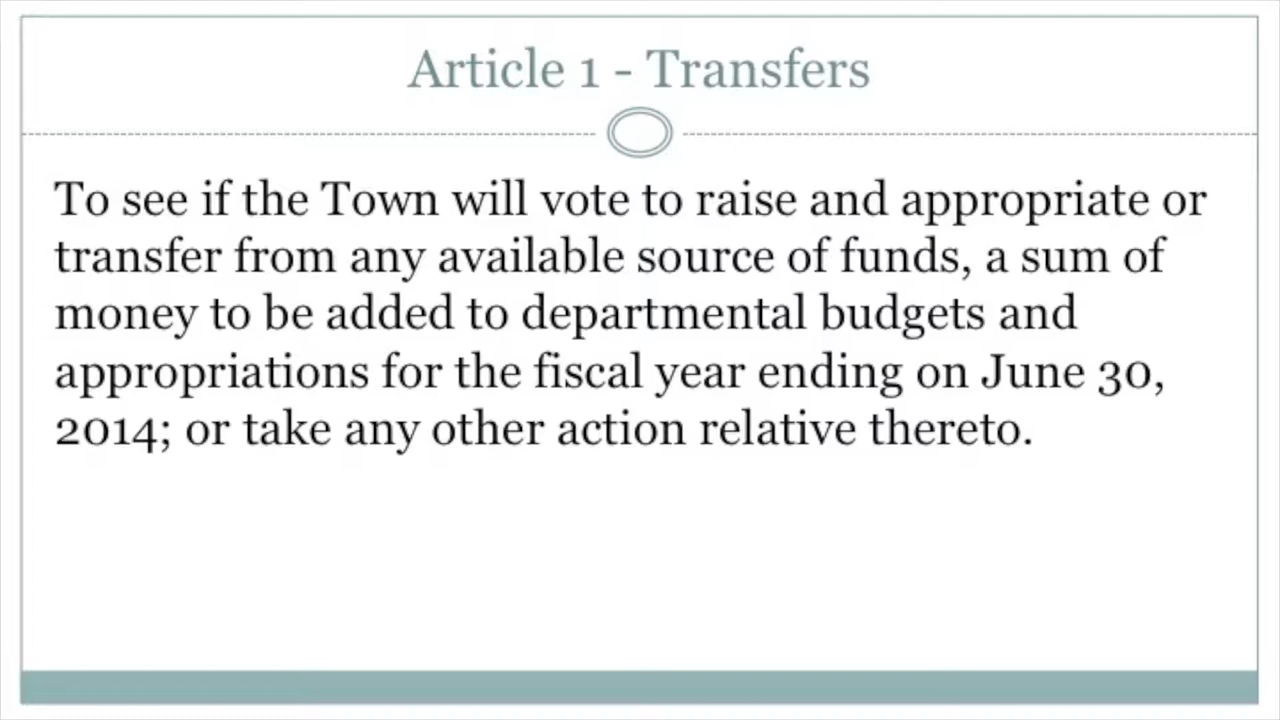 Article 1 - Transfers
To see if the Town will vote to raise and appropriate or
transfer from any available source of funds, a sum of
money to be added to departmental budgets and
appropriations for the fiscal year ending on June 30,
2014; or take any other action relative thereto.